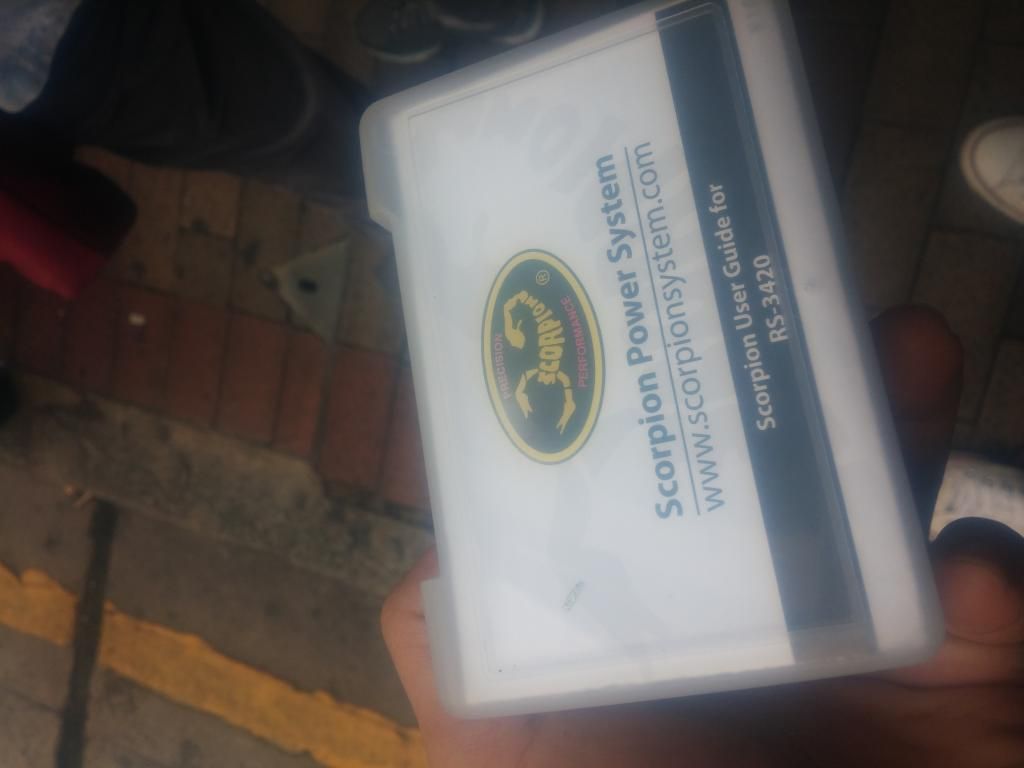 PRECISION
SCORPION
®
PERFORMANCE
Scorpion Power System
www.scorpionsystem.com
Scorpion User Guide for
RS-3420